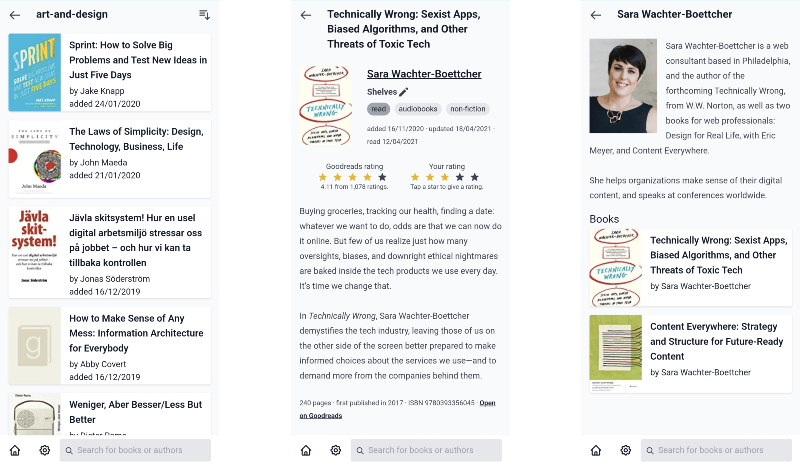 art-and-design
SPRINT
Sprint: How to Solve Big
Problems and Test New Ideas in
Just Five Days
by Jake Knapp
added 24/01/2020
THE LAWS OF
SIMPLICITY
John Maeda
The Laws of Simplicity: Design,
Technology, Business, Life
by John Maeda
added 21/01/2020
Jävla
skit-
system!
Jävla skitsystem! Hur en usel
digital arbetsmiljö stressar oss
på jobbet – och hur vi kan ta
tillbaka kontrollen
by Jonas Söderström
added 16/12/2019
g
How to Make Sense of Any
Mess: Information Architecture
for Everybody
by Abby Covert
added 16/12/2019
Weniger, Aber Besser/Less But
Better
by Dieter Rams
Search for books or authors
Technically Wrong: Sexist Apps,
Biased Algorithms, and Other
Threats of Toxic Tech
TECHNICALLY
WRONG
Sara Wachter-Boettcher
Shelves
read audiobooks non-fiction
added 16/11/2020 · updated 18/04/2021 ·
read 12/04/2021
Goodreads rating
4.11 from 1,078 ratings.
Your rating
Tap a star to give a rating.
Buying groceries, tracking our health, finding a date:
whatever we want to do, odds are that we can now do
it online. But few of us realize just how many
oversights, biases, and downright ethical nightmares
are baked inside the tech products we use every day.
It's time we change that.
In Technically Wrong, Sara Wachter-Boettcher
demystifies the tech industry, leaving those of us on
the other side of the screen better prepared to make
informed choices about the services we use—and to
demand more from the companies behind them.
240 pages · first published in 2017 · ISBN 9780393356045 · Open
on Goodreads
Search for books or authors
Sara Wachter-Boettcher
Sara Wachter-Boettcher is a web
consultant based in Philadelphia,
and the author of the
forthcoming Technically Wrong,
from W.W. Norton, as well as two
books for web professionals:
Design for Real Life, with Eric
Meyer, and Content Everywhere.
She helps organizations make sense of their digital
content, and speaks at conferences worldwide.
Books
TECHNICALLY
WRONG
Technically Wrong: Sexist Apps,
Biased Algorithms, and Other
Threats of Toxic Tech
by Sara Wachter-Boettcher
Content Everywhere: Strategy
and Structure for Future-Ready
Content
by Sara Wachter-Boettcher
Search for books or authors